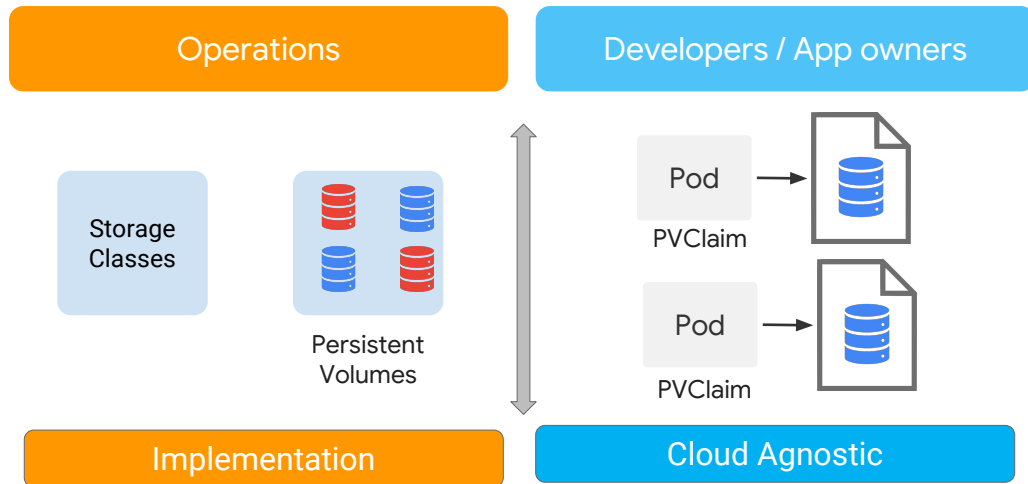 Operations
Developers / App owners
Storage
Classes
Persistent
Volumes
Pod
PVClaim
Pod
PVClaim
Implementation
Cloud Agnostic